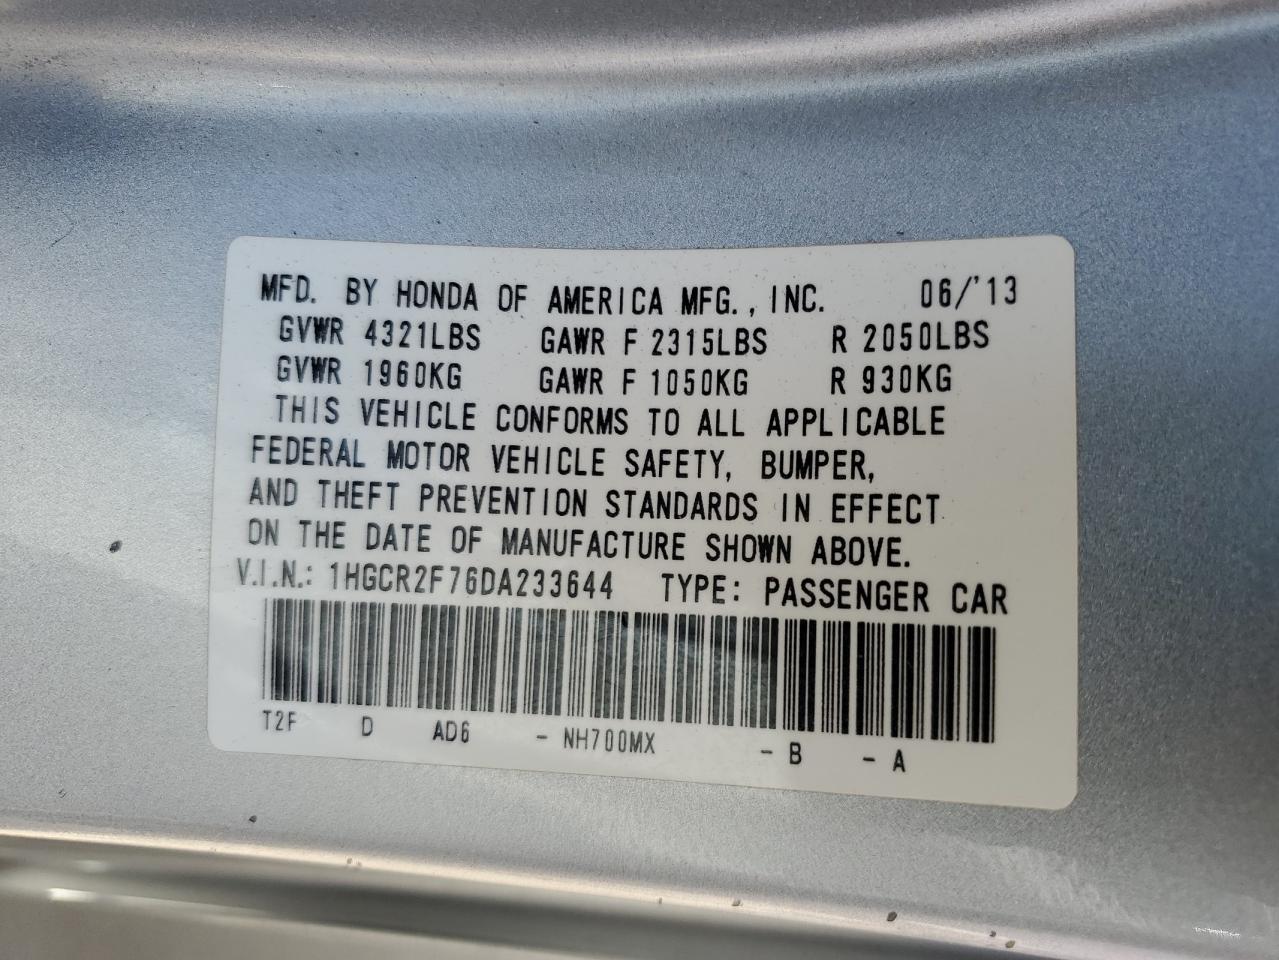 MFD. BY HONDA OF AMERICA MFG., INC. 06/'13
GVWR 4321LBS GAWR F 2315LBS R 2050LBS
GVWR 1960KG GAWR F 1050KG R 930KG
THIS VEHICLE CONFORMS TO ALL APPLICABLE
FEDERAL MOTOR VEHICLE SAFETY, BUMPER,
AND THEFT PREVENTION STANDARDS IN EFFECT
ON THE DATE OF MANUFACTURE SHOWN ABOVE.
V.I.N.: 1HGCR2F76DA233644 TYPE: PASSENGER CAR
T2F D AD6 - NH700MX - B - A